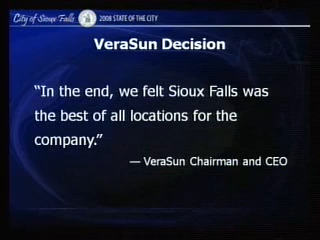 City of Sioux Falls 2008 STATE OF THE CITY
VeraSun Decision
“In the end, we felt Sioux Falls was
the best of all locations for the
company.”
— VeraSun Chairman and CEO